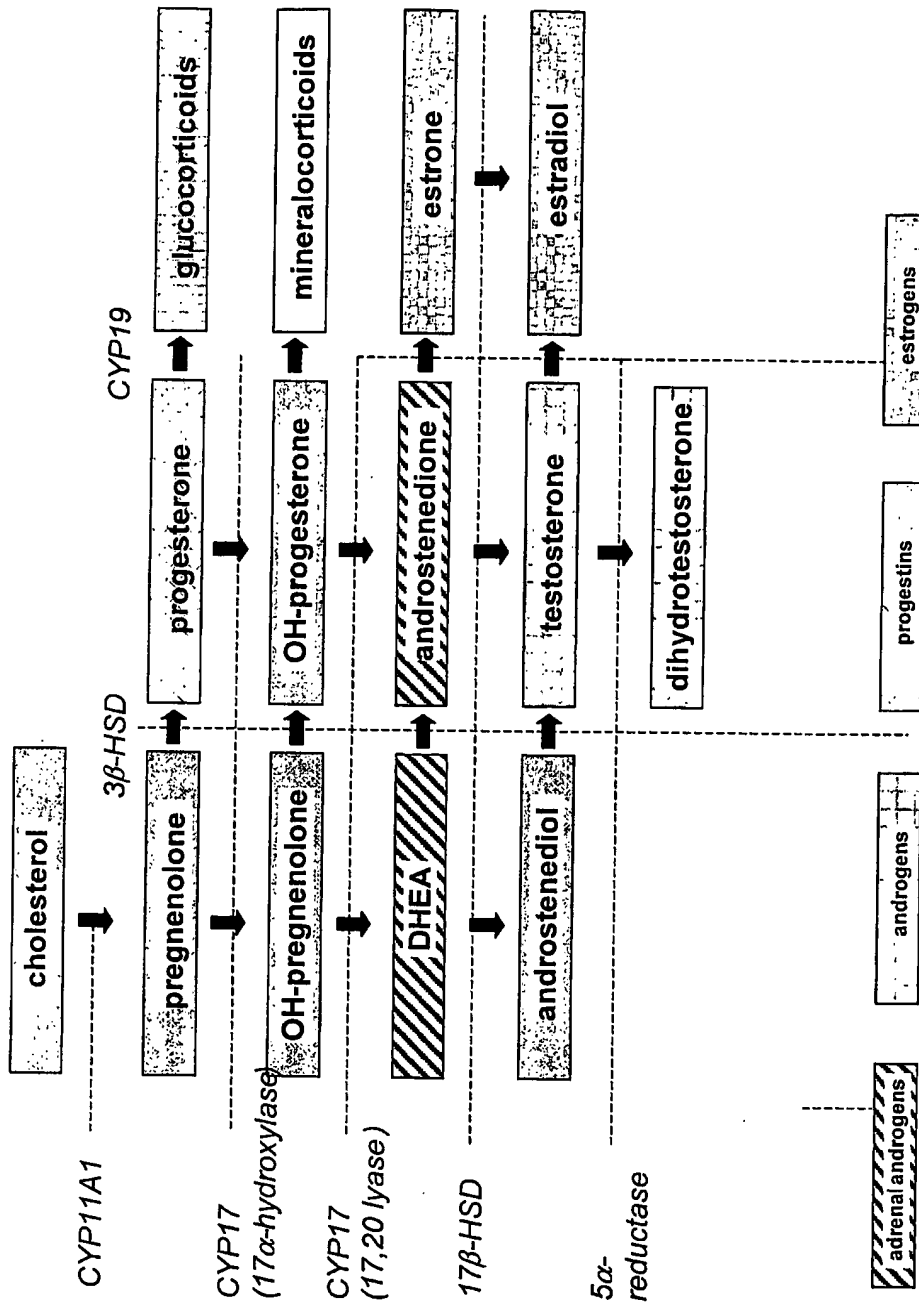 cholesterol
CYP11A1
3β-HSD
CYP19
pregnenolone
progesterone
glucocorticoids
CYP17
(17α-hydroxylase)
OH-pregnenolone
OH-progesterone
mineralocorticoids
CYP17
(17,20 lyase)
DHEA
androstenedione
estrone
17β-HSD
androstenediol
testosterone
estradiol
5α-
reductase
dihydrotestosterone
adrenal androgens
androgens
progestins
estrogens